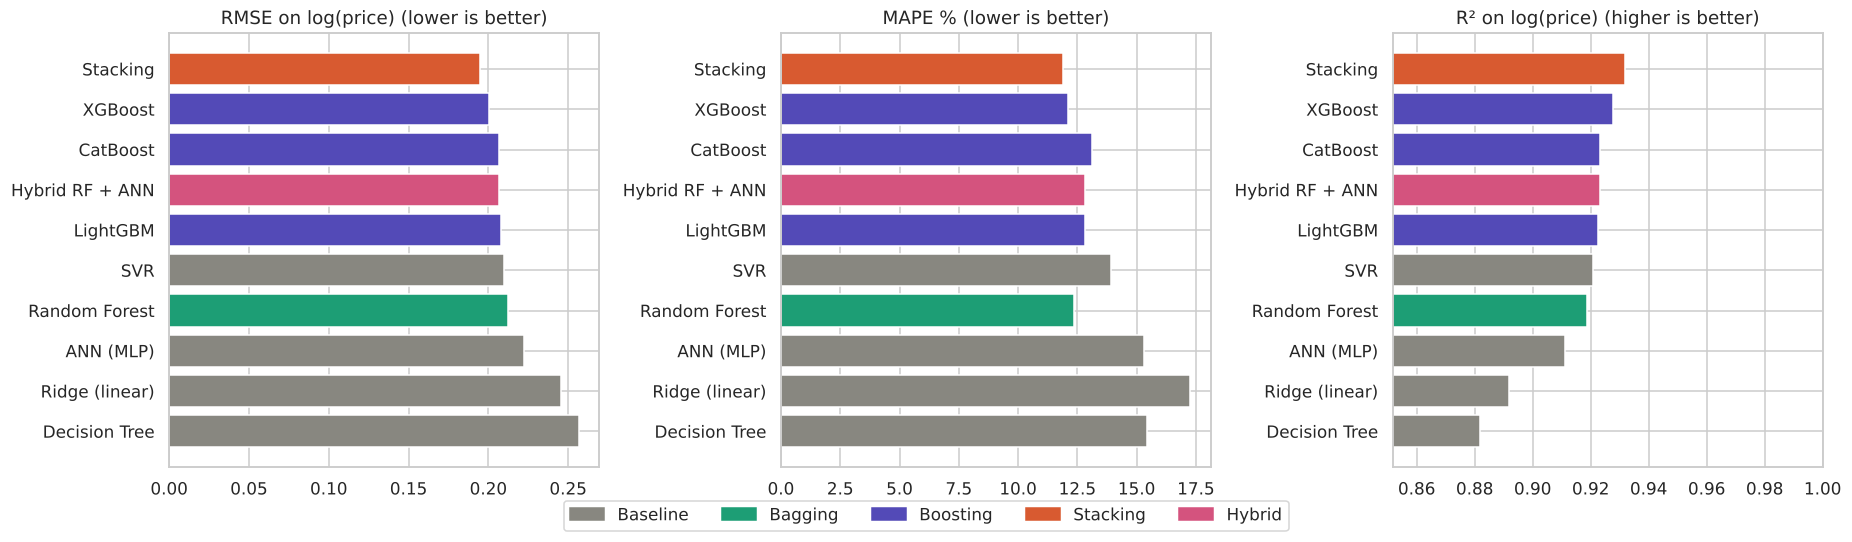 RMSE on log(price) (lower is better)
Stacking
XGBoost
CatBoost
Hybrid RF + ANN
LightGBM
SVR
Random Forest
ANN (MLP)
Ridge (linear)
Decision Tree
0.00 0.05 0.10 0.15 0.20 0.25
MAPE % (lower is better)
Stacking
XGBoost
CatBoost
Hybrid RF + ANN
LightGBM
SVR
Random Forest
ANN (MLP)
Ridge (linear)
Decision Tree
0.0 2.5 5.0 7.5 10.0 12.5 15.0 17.5
R² on log(price) (higher is better)
Stacking
XGBoost
CatBoost
Hybrid RF + ANN
LightGBM
SVR
Random Forest
ANN (MLP)
Ridge (linear)
Decision Tree
0.86 0.88 0.90 0.92 0.94 0.96 0.98 1.00
Baseline Bagging Boosting Stacking Hybrid